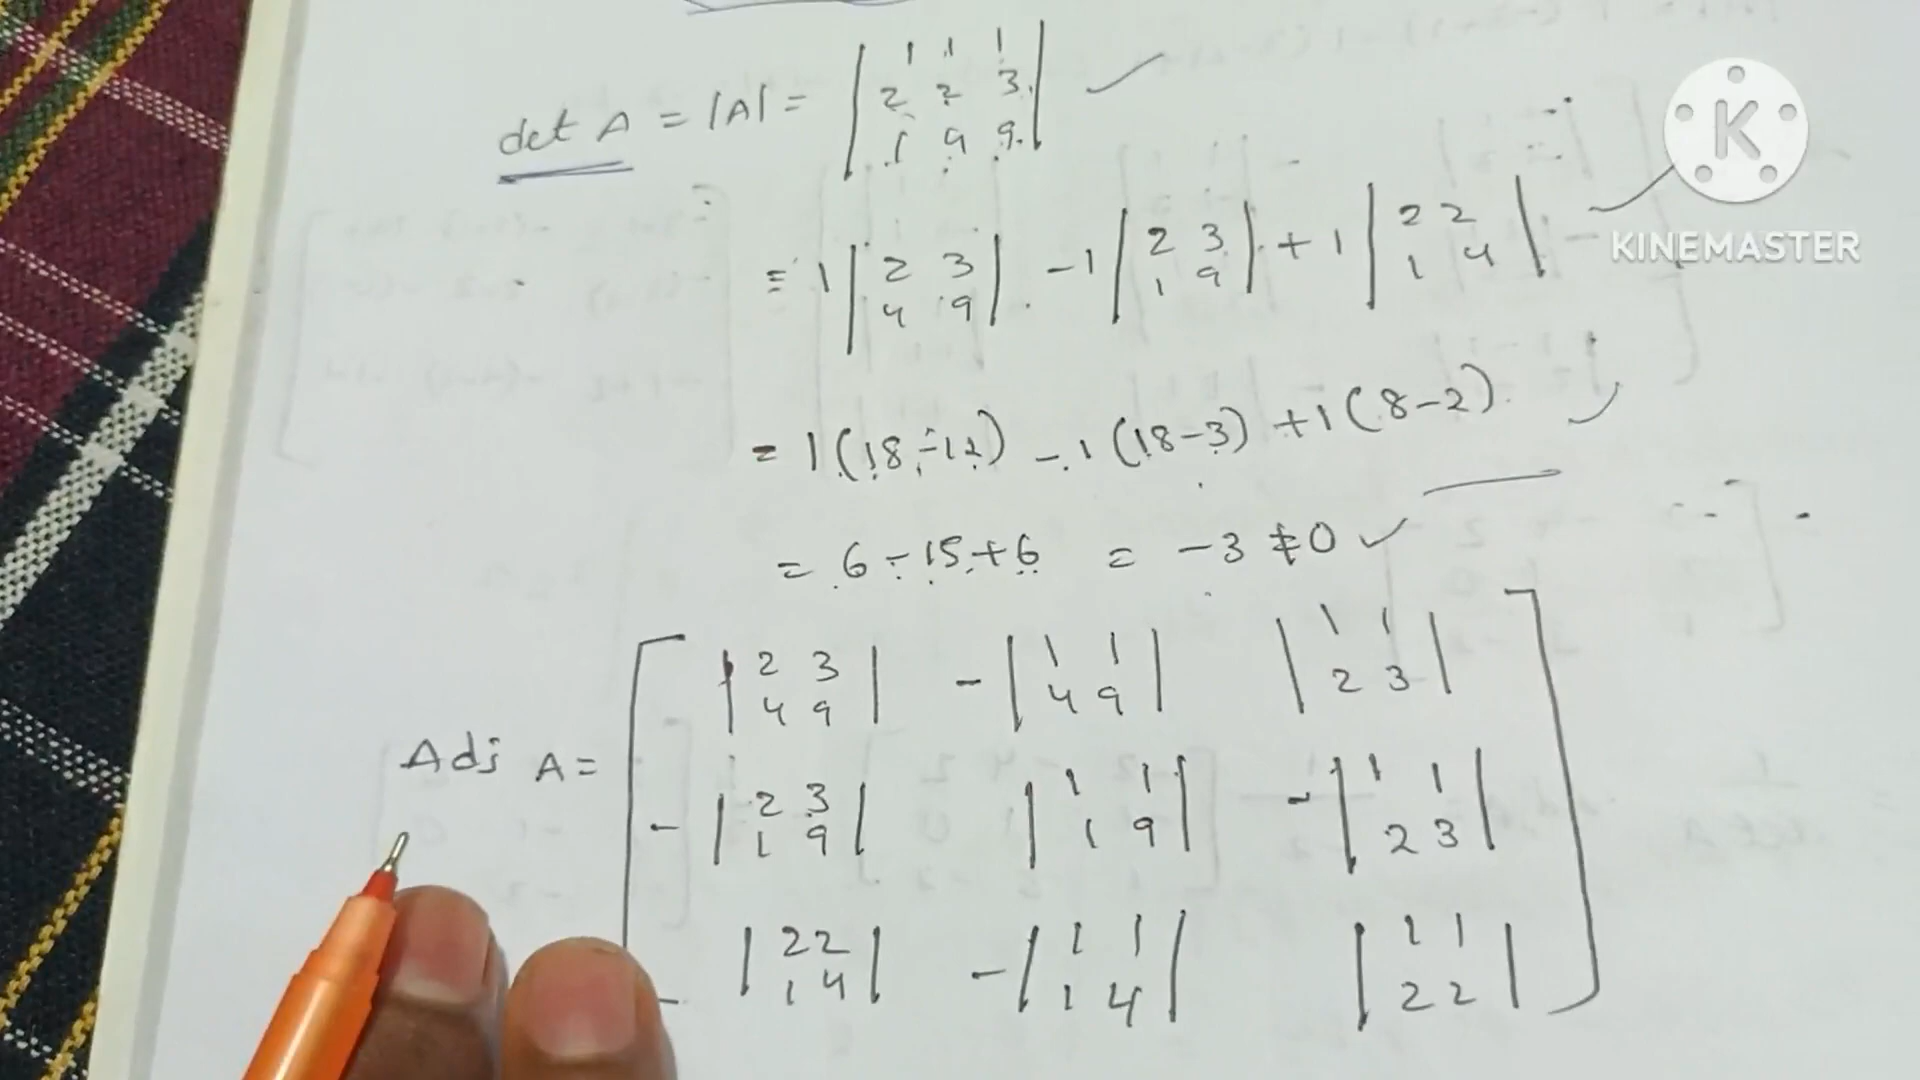 det A = |A| = | 1 1 1 |
| 2 2 3 |
| 1 4 9 |
= 1 | 2 3 | - 1 | 2 3 | + 1 | 2 2 |
| 4 9 | | 1 9 | | 1 4 |
= 1(18-12) - 1(18-3) + 1(8-2)
= 6 - 15 + 6 = -3 ≠ 0
Adj A = [ | 2 3 | - | 1 1 | | 1 1 |
| 4 9 | | 4 9 | | 2 3 |
- | 2 3 | | 1 1 | - | 1 1 |
| 1 9 | | 1 9 | | 2 3 |
| 2 2 | - | 1 1 | | 1 1 |
| 1 4 | | 1 4 | | 2 2 | ]
K
KINEMASTER